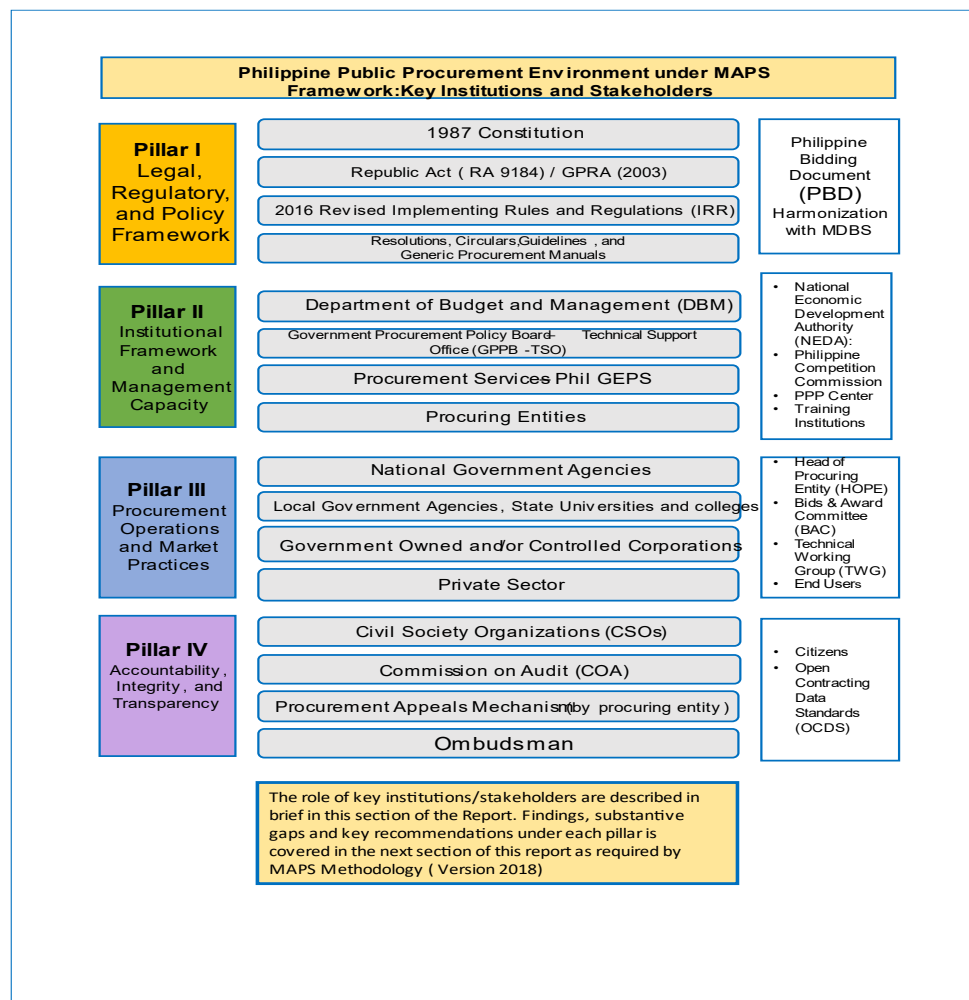 Philippine Public Procurement Environment under MAPS
Framework:Key Institutions and Stakeholders
Pillar I
Legal,
Regulatory,
and Policy
Framework
1987 Constitution
Republic Act ( RA 9184) / GPRA (2003)
2016 Revised Implementing Rules and Regulations (IRR)
Resolutions, Circulars,Guidelines , and
Generic Procurement Manuals
Philippine
Bidding
Document
(PBD)
Harmonization
with MDBS
Pillar II
Institutional
Framework
and
Management
Capacity
Department of Budget and Management (DBM)
Government Procurement Policy Board– Technical Support
Office (GPPB -TSO)
Procurement Services– Phil GEPS
Procuring Entities
• National
Economic
Development
Authority
(NEDA):
• Philippine
Competition
Commission
• PPP Center
• Training
Institutions
Pillar III
Procurement
Operations
and Market
Practices
National Government Agencies
Local Government Agencies, State Universities and colleges
Government Owned and/or Controlled Corporations
Private Sector
• Head of
Procuring
Entity (HOPE)
• Bids & Award
Committee
(BAC)
• Technical
Working
Group (TWG)
• End Users
Pillar IV
Accountability,
Integrity, and
Transparency
Civil Society Organizations (CSOs)
Commission on Audit (COA)
Procurement Appeals Mechanism (by procuring entity )
Ombudsman
• Citizens
• Open
Contracting
Data
Standards
(OCDS)
The role of key institutions/stakeholders are described in
brief in this section of the Report. Findings, substantive
gaps and key recommendations under each pillar is
covered in the next section of this report as required by
MAPS Methodology ( Version 2018)